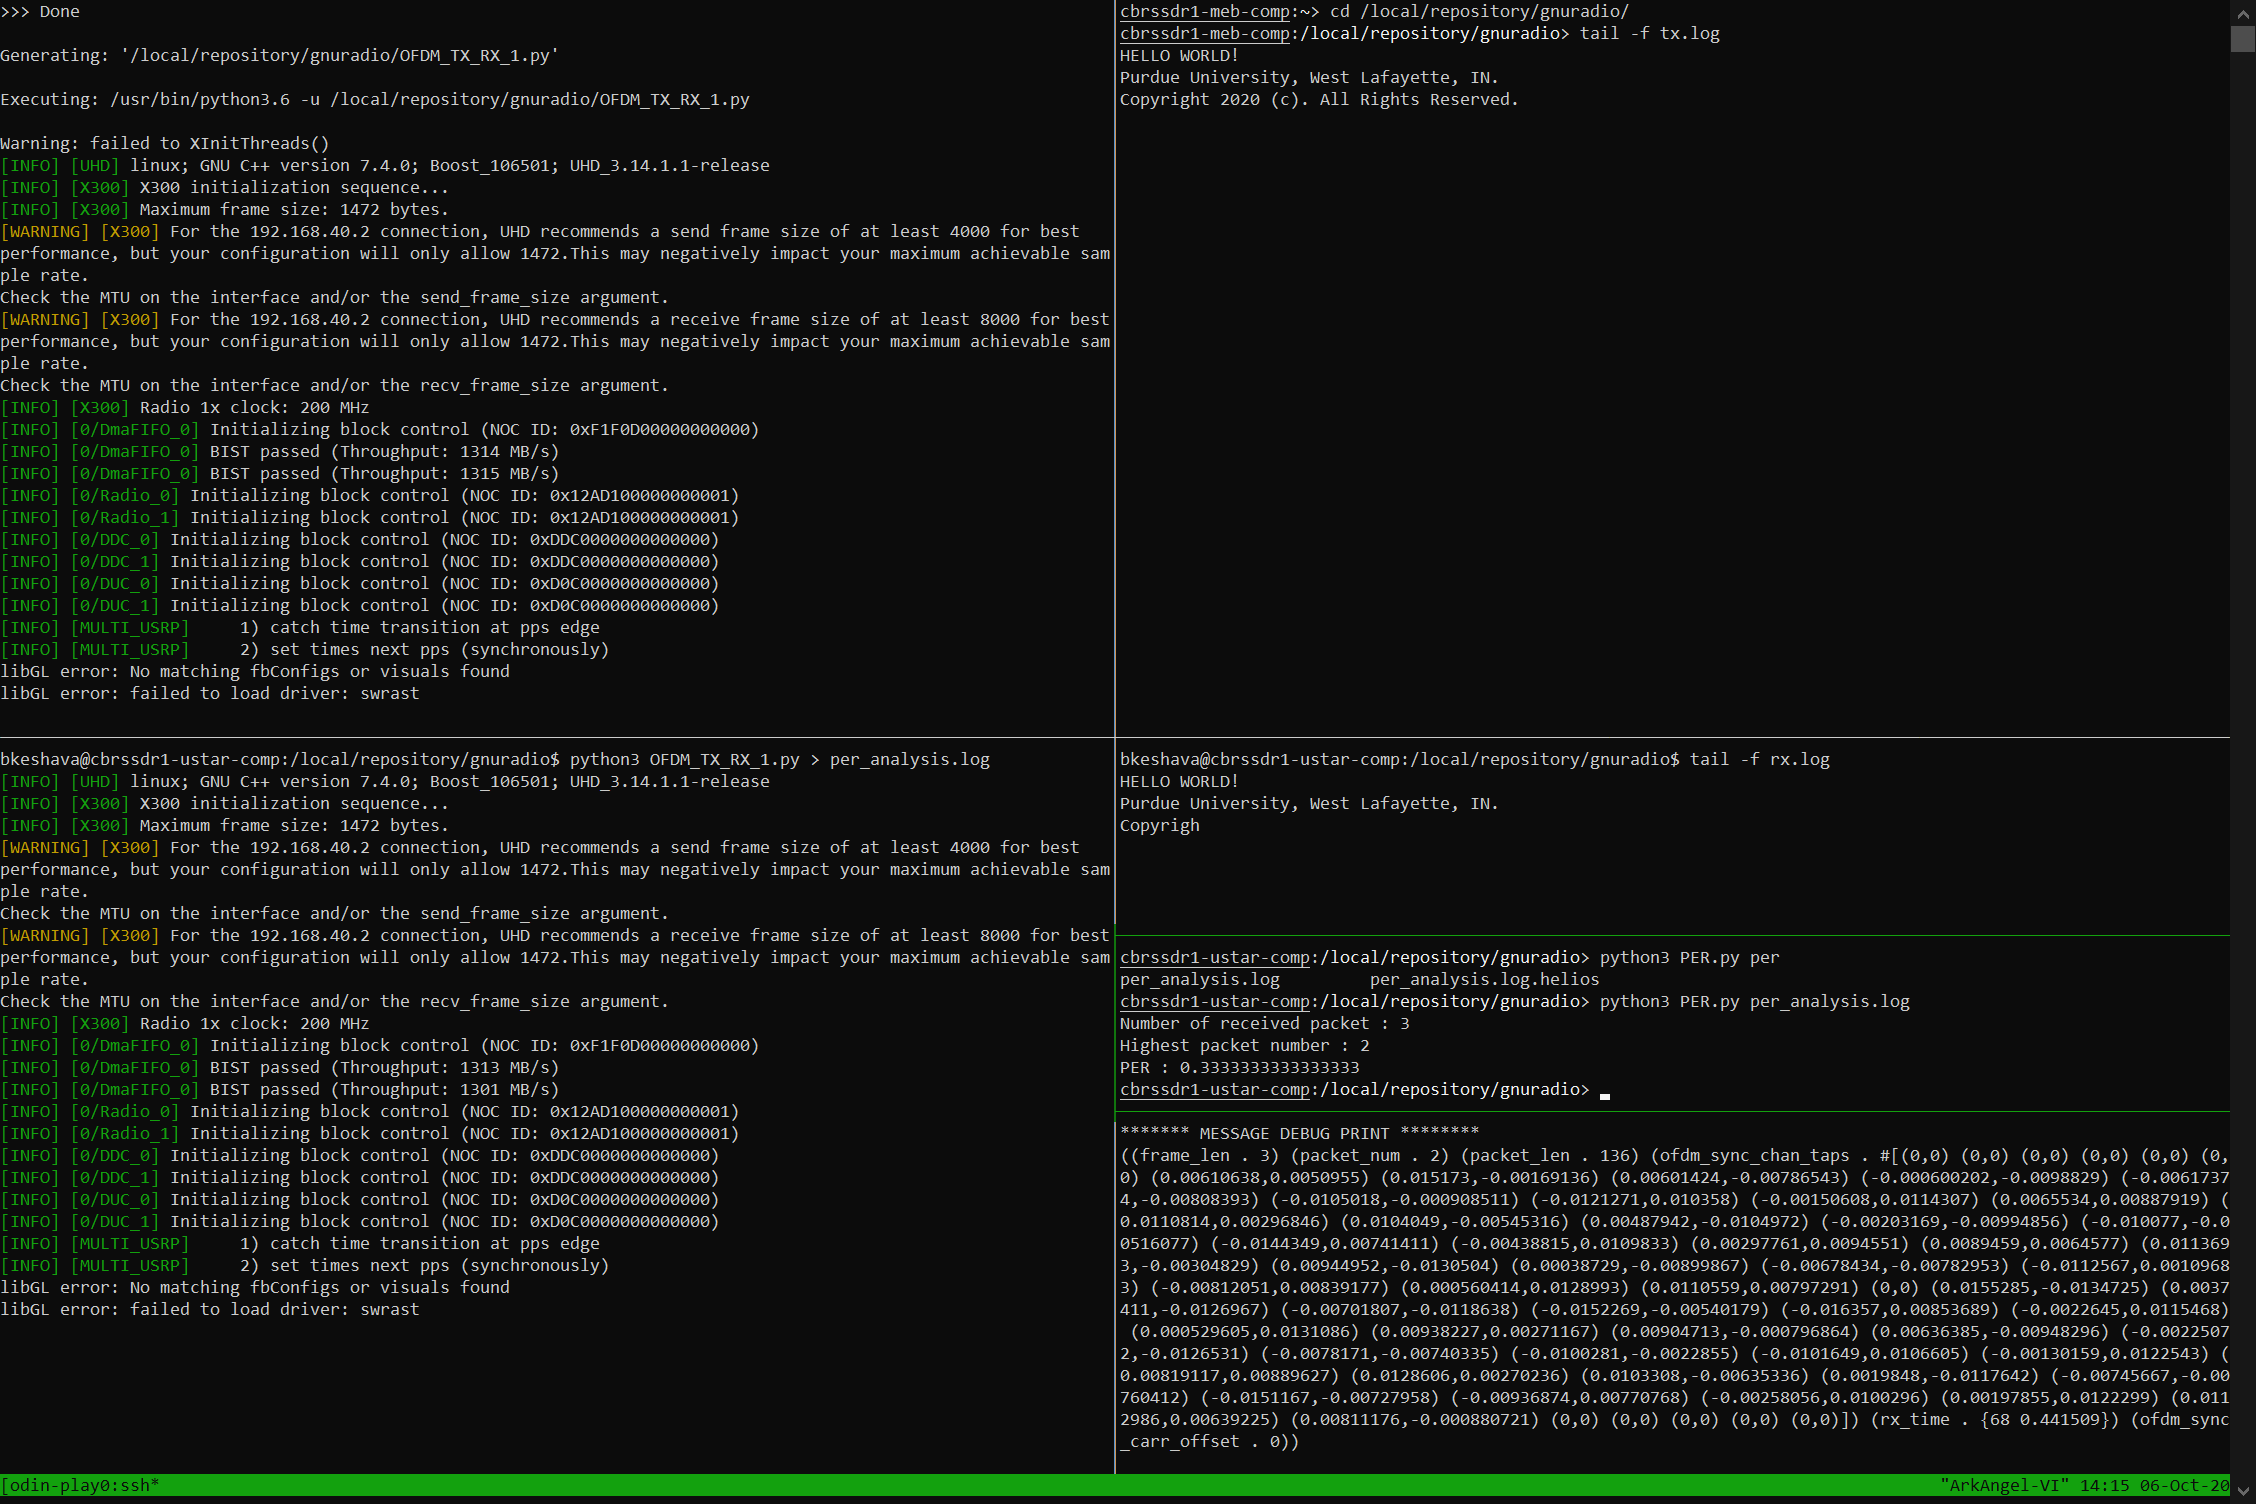 >>> Done
Generating: '/local/repository/gnuradio/OFDM_TX_RX_1.py'
Executing: /usr/bin/python3.6 -u /local/repository/gnuradio/OFDM_TX_RX_1.py
Warning: failed to XInitThreads()
[INFO] [UHD] linux; GNU C++ version 7.4.0; Boost_106501; UHD_3.14.1.1-release
[INFO] [X300] X300 initialization sequence...
[INFO] [X300] Maximum frame size: 1472 bytes.
[WARNING] [X300] For the 192.168.40.2 connection, UHD recommends a send frame size of at least 4000 for best
performance, but your configuration will only allow 1472.This may negatively impact your maximum achievable sam
ple rate.
Check the MTU on the interface and/or the send_frame_size argument.
[WARNING] [X300] For the 192.168.40.2 connection, UHD recommends a receive frame size of at least 8000 for best
performance, but your configuration will only allow 1472.This may negatively impact your maximum achievable sam
ple rate.
Check the MTU on the interface and/or the recv_frame_size argument.
[INFO] [X300] Radio 1x clock: 200 MHz
[INFO] [0/DmaFIFO_0] Initializing block control (NOC ID: 0xF1F0D00000000000)
[INFO] [0/DmaFIFO_0] BIST passed (Throughput: 1314 MB/s)
[INFO] [0/DmaFIFO_0] BIST passed (Throughput: 1315 MB/s)
[INFO] [0/Radio_0] Initializing block control (NOC ID: 0x12AD100000000001)
[INFO] [0/Radio_1] Initializing block control (NOC ID: 0x12AD100000000001)
[INFO] [0/DDC_0] Initializing block control (NOC ID: 0xDDC0000000000000)
[INFO] [0/DDC_1] Initializing block control (NOC ID: 0xDDC0000000000000)
[INFO] [0/DUC_0] Initializing block control (NOC ID: 0xD0C0000000000000)
[INFO] [0/DUC_1] Initializing block control (NOC ID: 0xD0C0000000000000)
[INFO] [MULTI_USRP]     1) catch time transition at pps edge
[INFO] [MULTI_USRP]     2) set times next pps (synchronously)
libGL error: No matching fbConfigs or visuals found
libGL error: failed to load driver: swrast
cbrssdr1-meb-comp:~> cd /local/repository/gnuradio/
cbrssdr1-meb-comp:/local/repository/gnuradio> tail -f tx.log
HELLO WORLD!
Purdue University, West Lafayette, IN.
Copyright 2020 (c). All Rights Reserved.
bkeshava@cbrssdr1-ustar-comp:/local/repository/gnuradio$ python3 OFDM_TX_RX_1.py > per_analysis.log
[INFO] [UHD] linux; GNU C++ version 7.4.0; Boost_106501; UHD_3.14.1.1-release
[INFO] [X300] X300 initialization sequence...
[INFO] [X300] Maximum frame size: 1472 bytes.
[WARNING] [X300] For the 192.168.40.2 connection, UHD recommends a send frame size of at least 4000 for best
performance, but your configuration will only allow 1472.This may negatively impact your maximum achievable sam
ple rate.
Check the MTU on the interface and/or the send_frame_size argument.
[WARNING] [X300] For the 192.168.40.2 connection, UHD recommends a receive frame size of at least 8000 for best
performance, but your configuration will only allow 1472.This may negatively impact your maximum achievable sam
ple rate.
Check the MTU on the interface and/or the recv_frame_size argument.
[INFO] [X300] Radio 1x clock: 200 MHz
[INFO] [0/DmaFIFO_0] Initializing block control (NOC ID: 0xF1F0D00000000000)
[INFO] [0/DmaFIFO_0] BIST passed (Throughput: 1313 MB/s)
[INFO] [0/DmaFIFO_0] BIST passed (Throughput: 1301 MB/s)
[INFO] [0/Radio_0] Initializing block control (NOC ID: 0x12AD100000000001)
[INFO] [0/Radio_1] Initializing block control (NOC ID: 0x12AD100000000001)
[INFO] [0/DDC_0] Initializing block control (NOC ID: 0xDDC0000000000000)
[INFO] [0/DDC_1] Initializing block control (NOC ID: 0xDDC0000000000000)
[INFO] [0/DUC_0] Initializing block control (NOC ID: 0xD0C0000000000000)
[INFO] [0/DUC_1] Initializing block control (NOC ID: 0xD0C0000000000000)
[INFO] [MULTI_USRP]     1) catch time transition at pps edge
[INFO] [MULTI_USRP]     2) set times next pps (synchronously)
libGL error: No matching fbConfigs or visuals found
libGL error: failed to load driver: swrast
bkeshava@cbrssdr1-ustar-comp:/local/repository/gnuradio$ tail -f rx.log
HELLO WORLD!
Purdue University, West Lafayette, IN.
Copyrigh
cbrssdr1-ustar-comp:/local/repository/gnuradio> python3 PER.py per
per_analysis.log         per_analysis.log.helios
cbrssdr1-ustar-comp:/local/repository/gnuradio> python3 PER.py per_analysis.log
Number of received packet : 3
Highest packet number : 2
PER : 0.3333333333333333
cbrssdr1-ustar-comp:/local/repository/gnuradio>
******* MESSAGE DEBUG PRINT ********
((frame_len . 3) (packet_num . 2) (packet_len . 136) (ofdm_sync_chan_taps . #[(0,0) (0,0) (0,0) (0,0) (0,0) (0,
0) (0.00610638,0.0050955) (0.015173,-0.00169136) (0.00601424,-0.00786543) (-0.000600202,-0.0098829) (-0.0061737
4,-0.00808393) (-0.0105018,-0.000908511) (-0.0121271,0.010358) (-0.00150608,0.0114307) (0.0065534,0.00887919) (
0.0110814,0.00296846) (0.0104049,-0.00545316) (0.00487942,-0.0104972) (-0.00203169,-0.00994856) (-0.010077,-0.0
0516077) (-0.0144349,0.00741411) (-0.00438815,0.0109833) (0.00297761,0.0094551) (0.0089459,0.0064577) (0.011369
3,-0.00304829) (0.00944952,-0.0130504) (0.00038729,-0.00899867) (-0.00678434,-0.00782953) (-0.0112567,0.0010968
3) (-0.00812051,0.00839177) (0.000560414,0.0128993) (0.0110559,0.00797291) (0,0) (0.0155285,-0.0134725) (0.0037
411,-0.0126967) (-0.00701807,-0.0118638) (-0.0152269,-0.00540179) (-0.016357,0.00853689) (-0.0022645,0.0115468)
(0.000529605,0.0131086) (0.00938227,0.00271167) (0.00904713,-0.000796864) (0.00636385,-0.00948296) (-0.0022507
2,-0.0126531) (-0.0078171,-0.00740335) (-0.0100281,-0.0022855) (-0.0101649,0.0106605) (-0.00130159,0.0122543) (
0.00819117,0.00889627) (0.0128606,0.00270236) (0.0103308,-0.00635336) (0.0019848,-0.0117642) (-0.00745667,-0.00
760412) (-0.0151167,-0.00727958) (-0.00936874,0.00770768) (-0.00258056,0.0100296) (0.00197855,0.0122299) (0.011
2986,0.00639225) (0.00811176,-0.000880721) (0,0) (0,0) (0,0) (0,0) (0,0)]) (rx_time . {68 0.441509}) (ofdm_sync
_carr_offset . 0))
[odin-play0:ssh* "ArkAngel-VI" 14:15 06-Oct-20